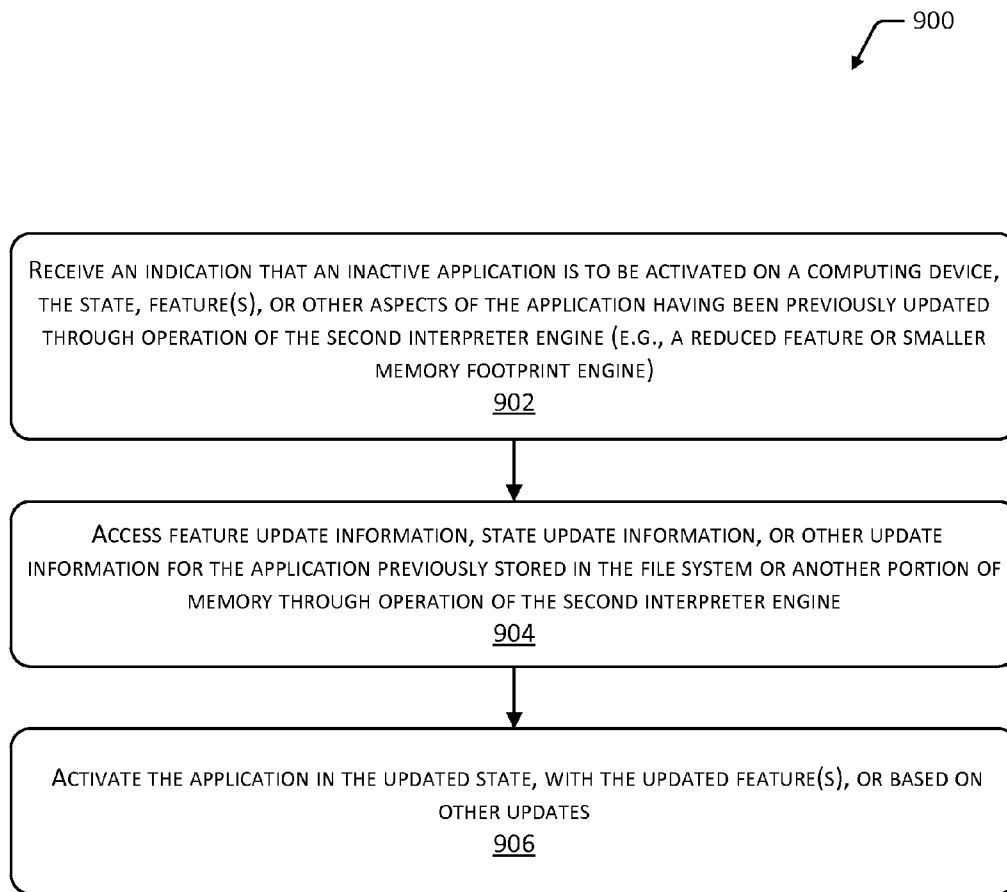 900
RECEIVE AN INDICATION THAT AN INACTIVE APPLICATION IS TO BE ACTIVATED ON A COMPUTING DEVICE,
THE STATE, FEATURE(S), OR OTHER ASPECTS OF THE APPLICATION HAVING BEEN PREVIOUSLY UPDATED
THROUGH OPERATION OF THE SECOND INTERPRETER ENGINE (E.G., A REDUCED FEATURE OR SMALLER
MEMORY FOOTPRINT ENGINE)
902
ACCESS FEATURE UPDATE INFORMATION, STATE UPDATE INFORMATION, OR OTHER UPDATE
INFORMATION FOR THE APPLICATION PREVIOUSLY STORED IN THE FILE SYSTEM OR ANOTHER PORTION OF
MEMORY THROUGH OPERATION OF THE SECOND INTERPRETER ENGINE
904
ACTIVATE THE APPLICATION IN THE UPDATED STATE, WITH THE UPDATED FEATURE(S), OR BASED ON
OTHER UPDATES
906